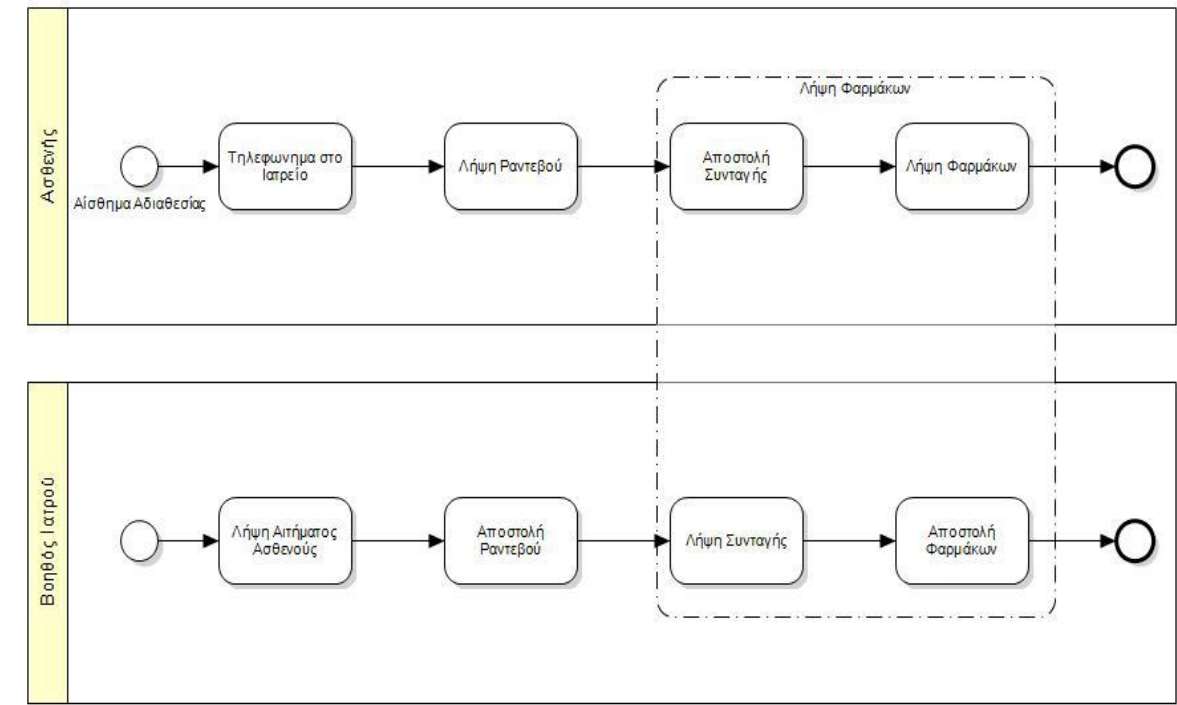 Ασθενής
Λήψη Φαρμάκων
Τηλεφωνημα στο
Ιατρείο
Λήψη Ραντεβού
Αποστολή
Συνταγής
Λήψη Φαρμάκων
Αίσθημα Αδιαθεσίας
Βοηθός Ιατρού
Λήψη Αιτήματος
Ασθενούς
Αποστολή
Ραντεβού
Λήψη Συνταγής
Αποστολή
Φαρμάκων